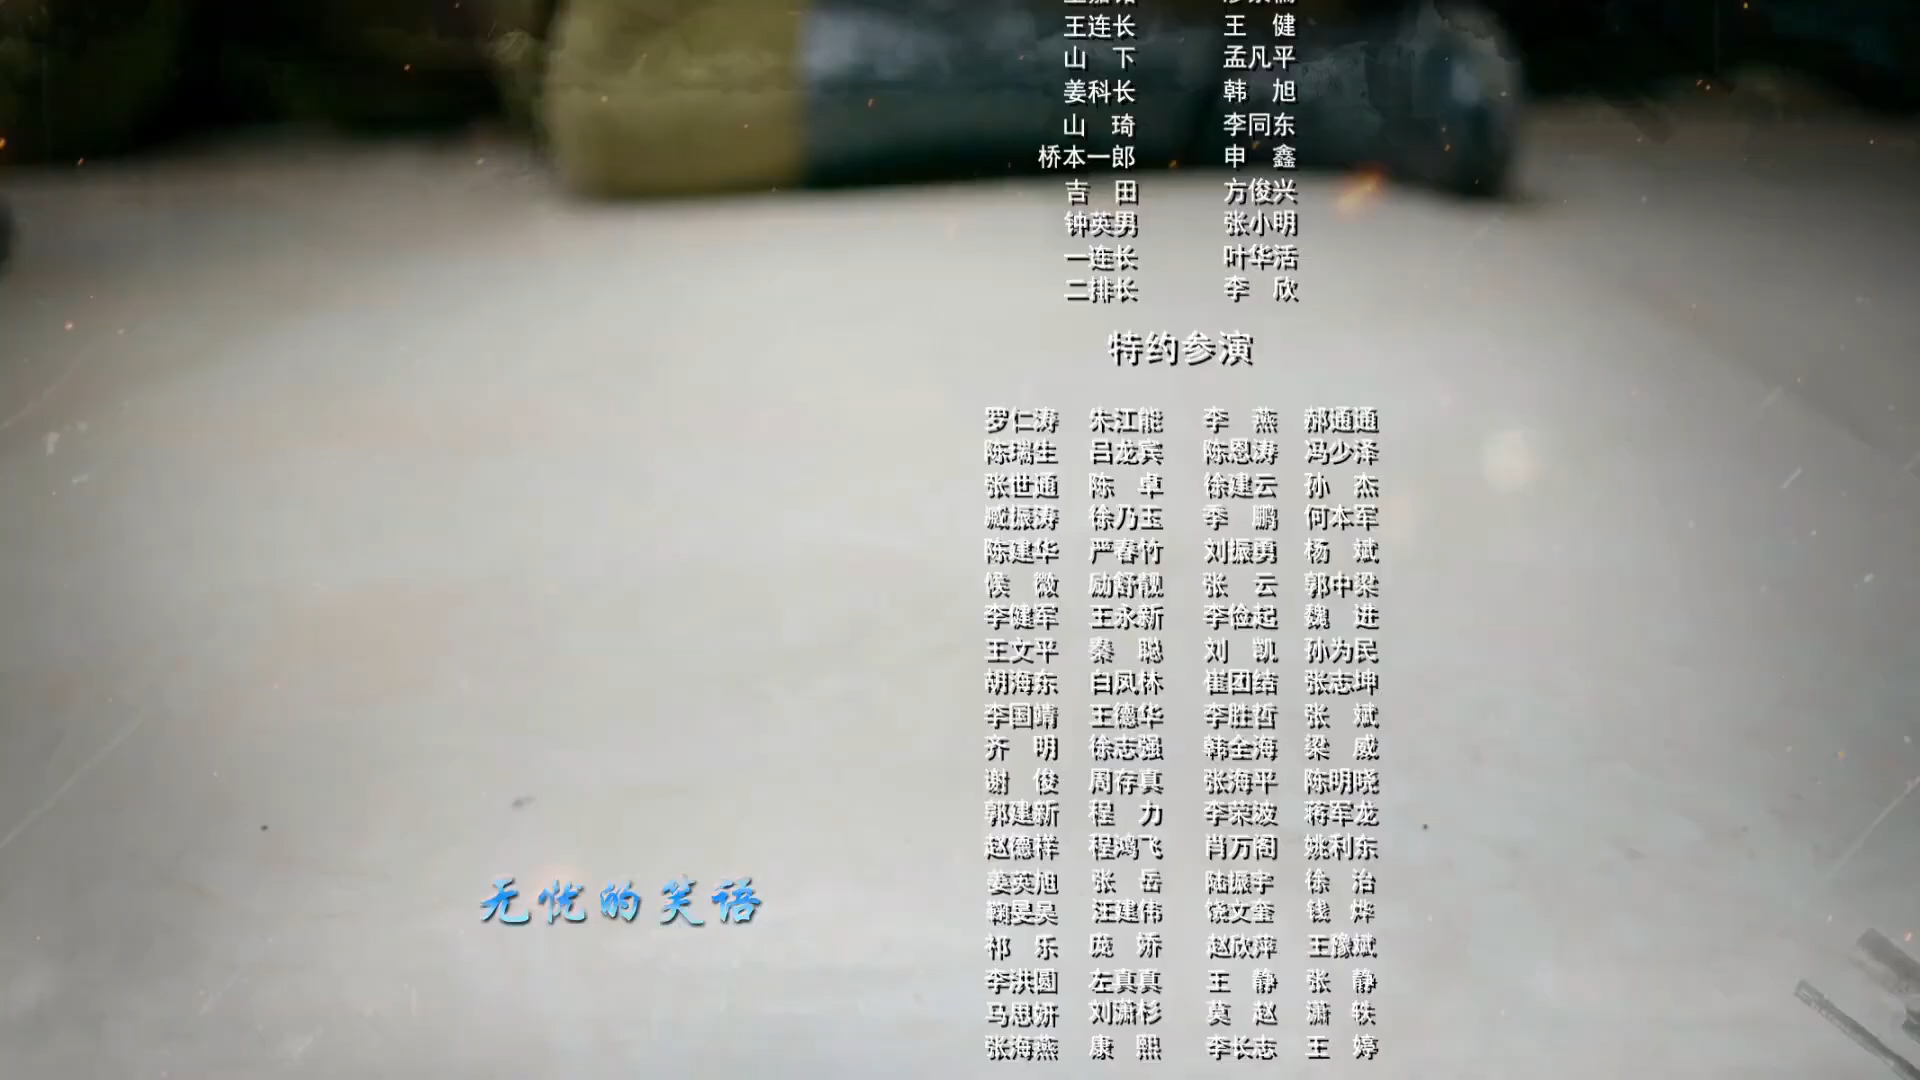 王连长 王健
山下 孟凡平
姜科长 韩旭
山琦 李同东
桥本一郎 申鑫
吉田 方俊兴
钟英男 张小明
一连长 叶华活
二排长 李欣
特约参演
罗仁涛 朱江能 李燕 郝通通
陈瑞生 吕龙宾 陈恩涛 冯少泽
张世通 陈卓 徐建云 孙杰
臧振涛 徐乃玉 季鹏 何本军
陈建华 严春竹 刘振勇 杨斌
侯微 励舒靓 张云 郭中梁
李健军 王永新 李俭起 魏进
王文平 秦聪 刘凯 孙为民
胡海东 白凤林 崔团结 张志坤
李国靖 王德华 李胜哲 张斌
齐明 徐志强 韩全海 梁威
谢俊 周存真 张海平 陈明晓
郭建新 程力 李荣波 蒋军龙
赵德祥 程鸿飞 肖万阁 姚利东
姜英旭 张岳 陆振宇 徐治
鞠旻昊 汪建伟 饶文奎 钱烨
祁乐 庞娇 赵欣萍 王豫斌
李洪圆 左真真 王静 张静
马思妍 刘潇杉 莫赵 潇轶
张海燕 康熙 李长志 王婷
无忧的笑语